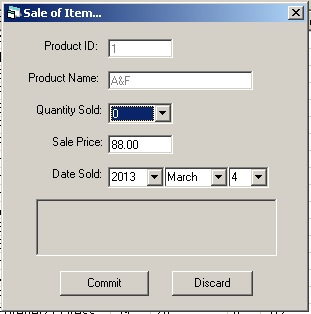 Sale of Item...
Product ID: 1
Product Name: A&F
Quantity Sold: 0
Sale Price: 88.00
Date Sold: 2013 March 4
Commit Discard